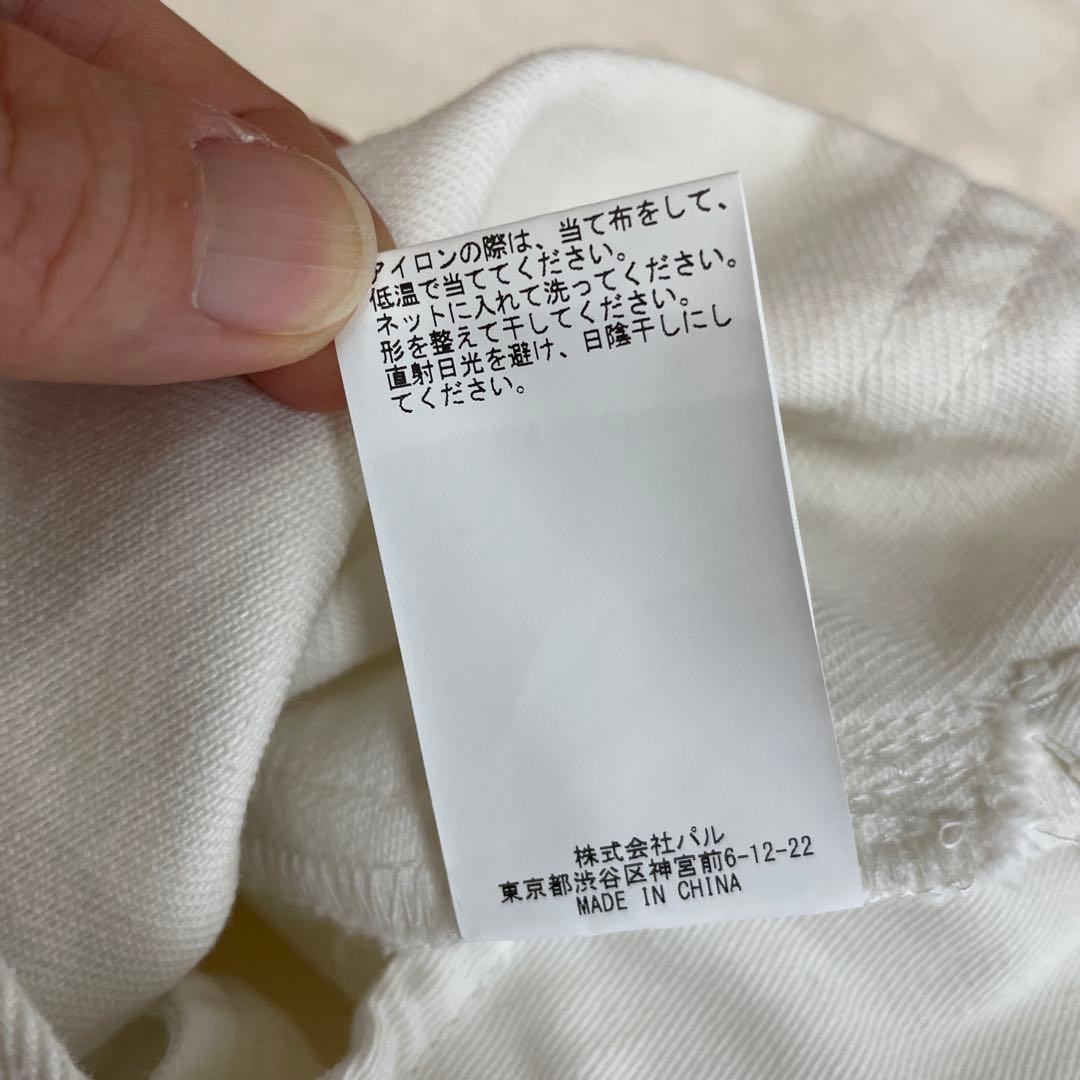 アイロンの際は、当て布をして、
低温で当ててください。
ネットに入れて洗ってください。
形を整えて干してください。
直射日光を避け、日陰干しにし
てください。
株式会社パル
東京都渋谷区神宮前6-12-22
MADE IN CHINA